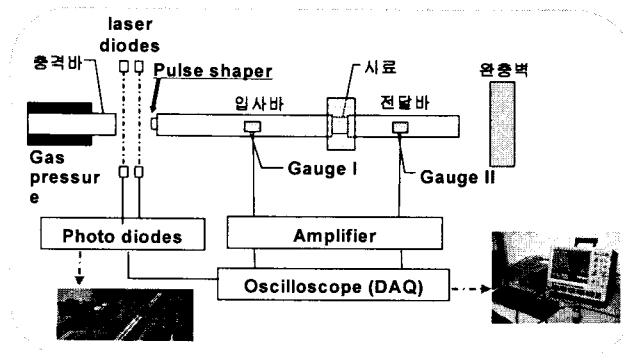 laser
diodes
충격바
Pulse shaper
시료
완충벽
입사바
전달바
Gas
pressur
e
Gauge I
Gauge II
Photo diodes
Amplifier
Oscilloscope (DAQ)